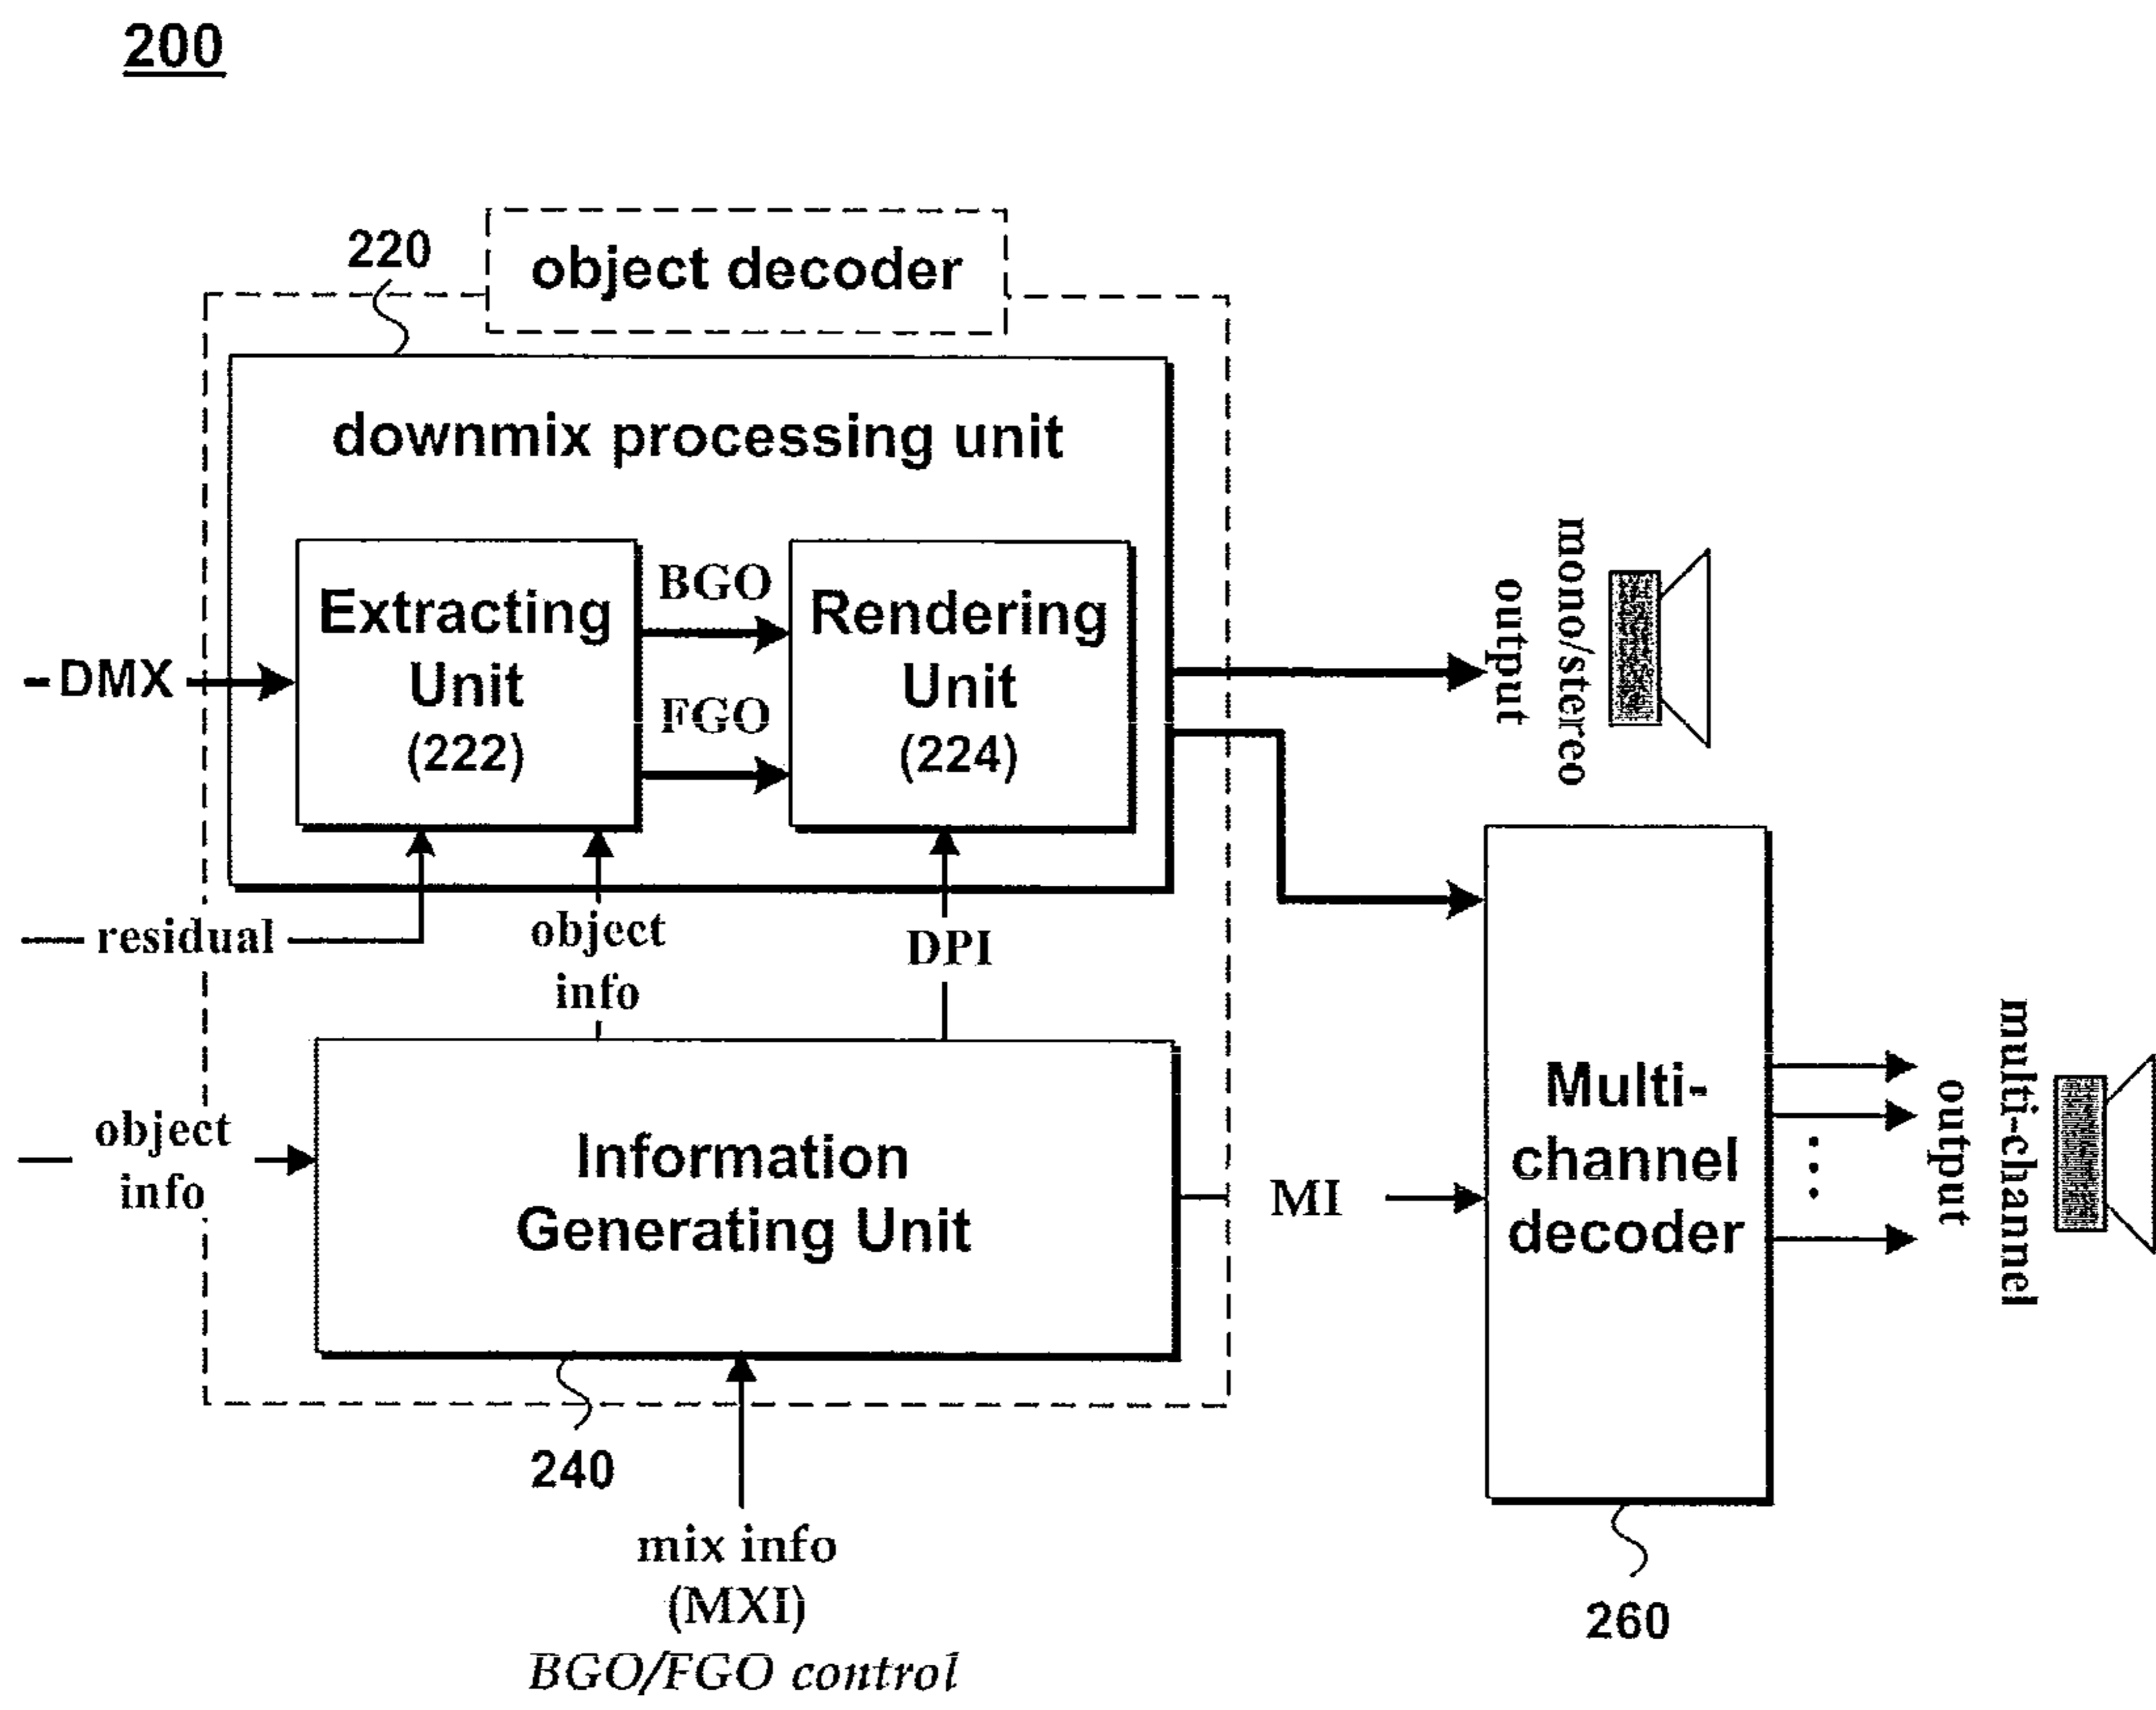 200
220
object decoder
downmix processing unit
Extracting
Unit
(222)
BGO
FGO
Rendering
Unit
(224)
DMX
residual
object
info
DPI
mono/stereo
output
object
info
Information
Generating Unit
MI
Multi-
channel
decoder
multi-channel
output
240
mix info
(MXI)
BGO/FGO control
260